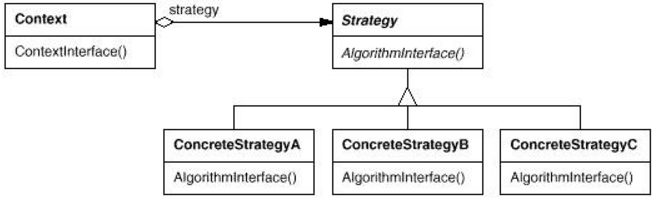 Context
ContextInterface()
strategy
Strategy
AlgorithmInterface()
ConcreteStrategyA
AlgorithmInterface()
ConcreteStrategyB
AlgorithmInterface()
ConcreteStrategyC
AlgorithmInterface()